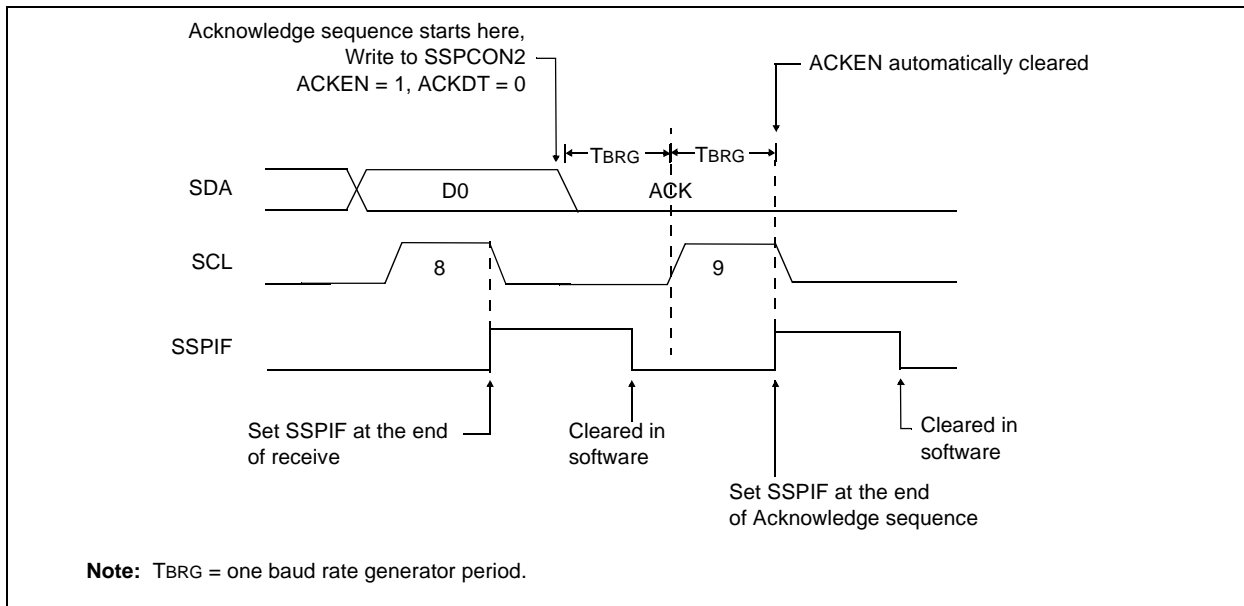 Acknowledge sequence starts here,
Write to SSPCON2
ACKEN = 1, ACKDT = 0
ACKEN automatically cleared
TBRG
TBRG
SDA
D0
ACK
SCL
8
9
SSPIF
Set SSPIF at the end
of receive
Cleared in
software
Set SSPIF at the end
of Acknowledge sequence
Cleared in
software
Note: TBRG = one baud rate generator period.